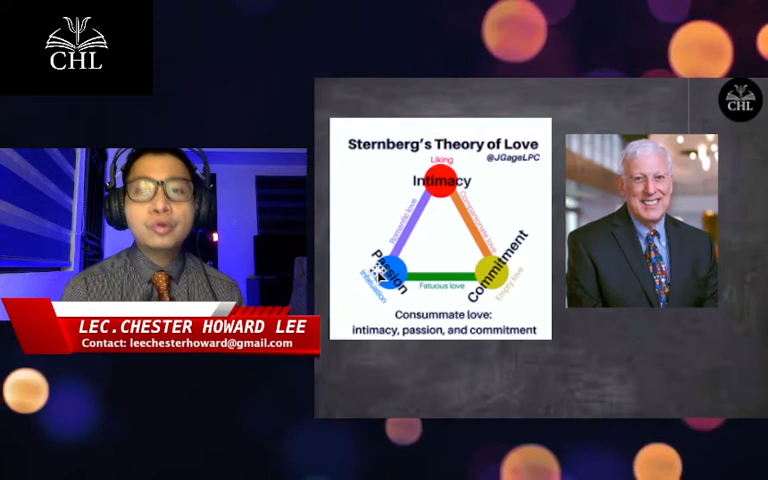 CHL
CHL
Sternberg's Theory of Love
@JGageLPC
Liking
Intimacy
Romantic love
Companionate love
Passion
Commitment
Infatuation
Fatuous love
Empty love
Consummate love:
intimacy, passion, and commitment
LEC.CHESTER HOWARD LEE
Contact: leechesterhoward@gmail.com